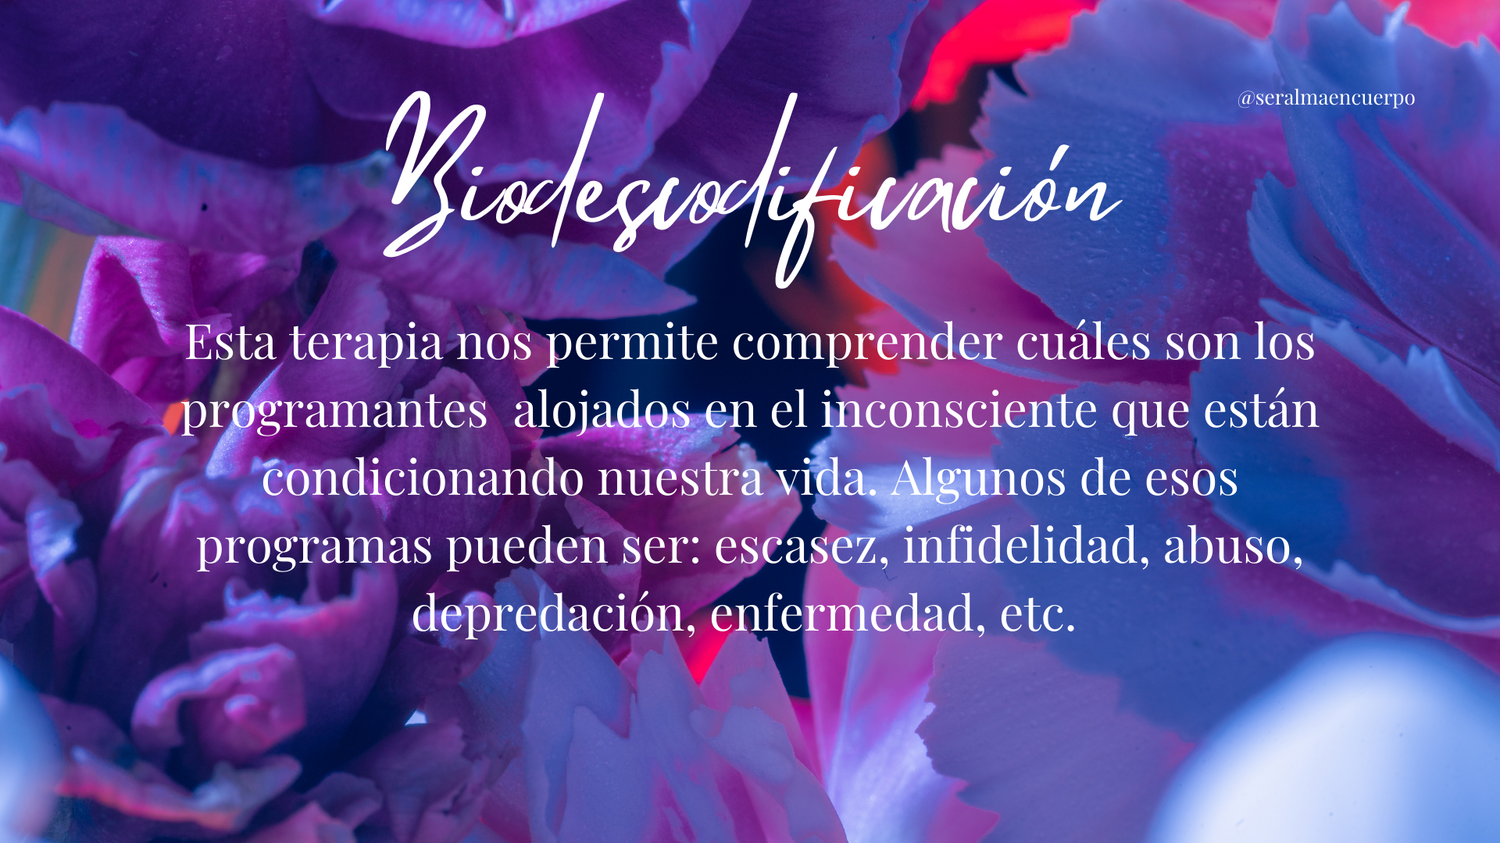 @seralmaencuerpo
Biodescodificación
Esta terapia nos permite comprender cuáles son los
programantes  alojados en el inconsciente que están
condicionando nuestra vida. Algunos de esos
programas pueden ser: escasez, infidelidad, abuso,
depredación, enfermedad, etc.